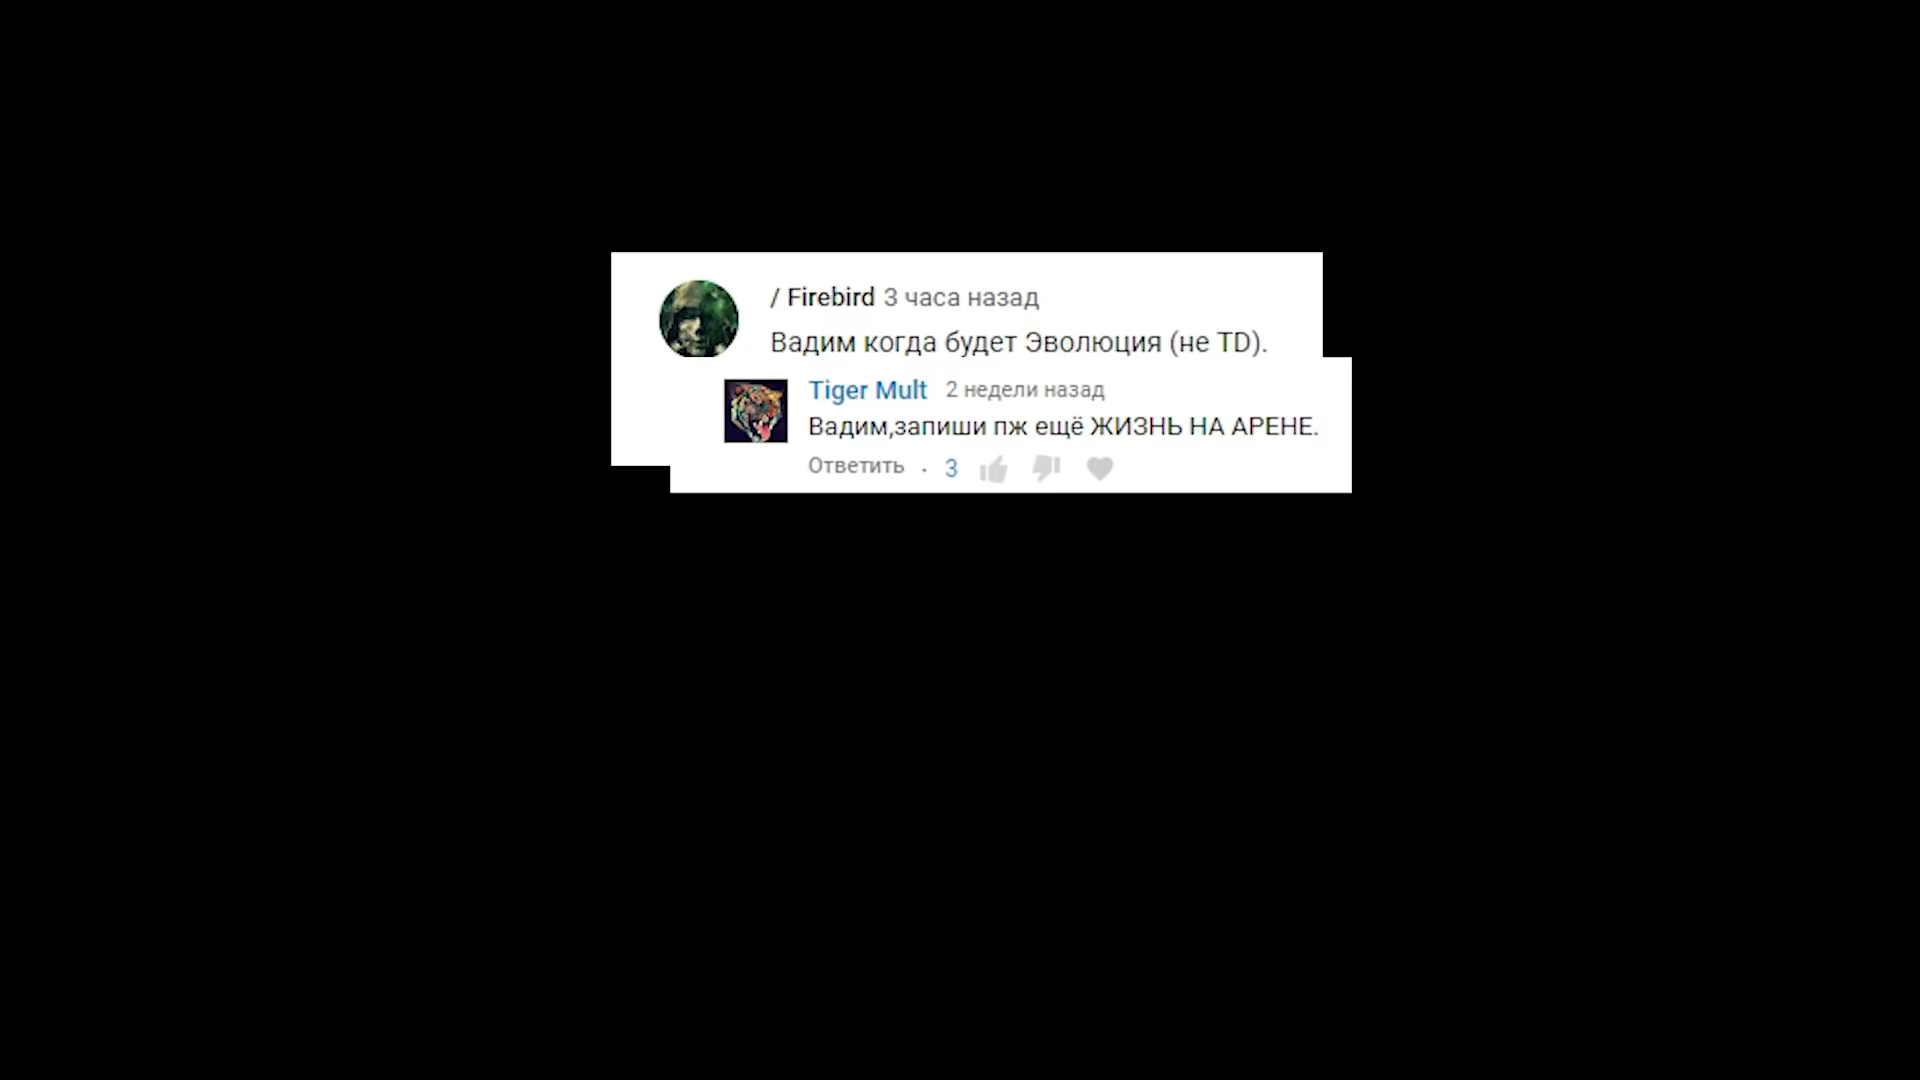 / Firebird 3 часа назад
Вадим когда будет Эволюция (не TD).
Tiger Mult 2 недели назад
Вадим,запиши пж ещё ЖИЗНЬ НА АРЕНЕ.
Ответить · 3